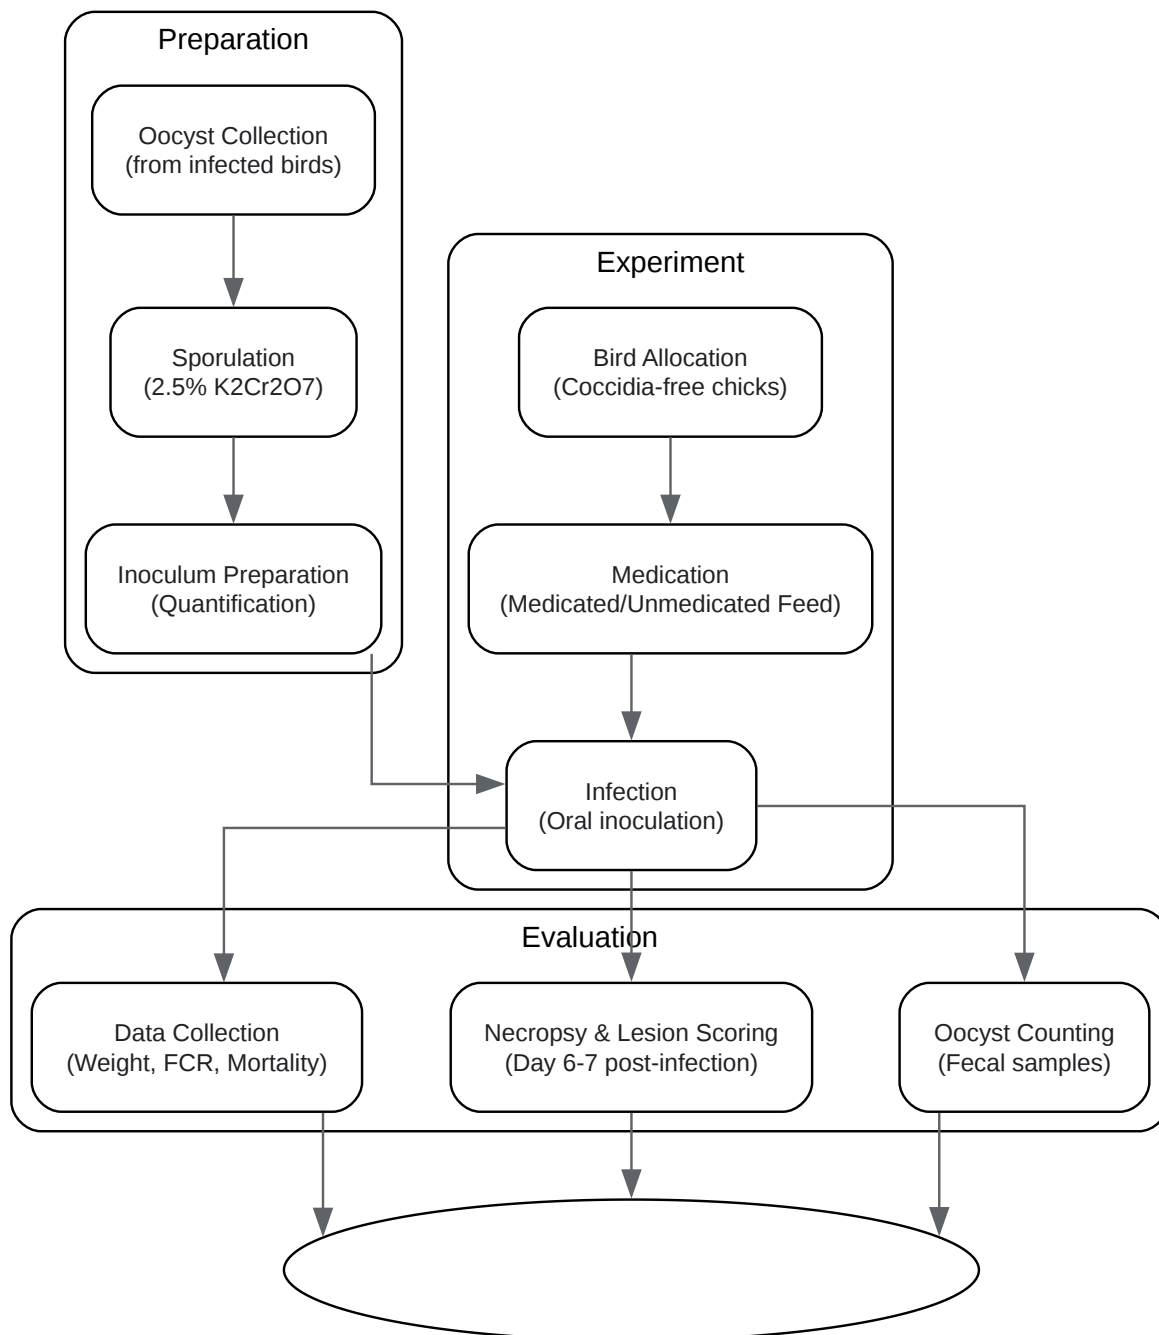 Preparation
Oocyst Collection
(from infected birds)
Sporulation
(2.5% K2Cr2O7)
Inoculum Preparation
(Quantification)
Experiment
Bird Allocation
(Coccidia-free chicks)
Medication
(Medicated/Unmedicated Feed)
Infection
(Oral inoculation)
Evaluation
Data Collection
(Weight, FCR, Mortality)
Necropsy & Lesion Scoring
(Day 6-7 post-infection)
Oocyst Counting
(Fecal samples)